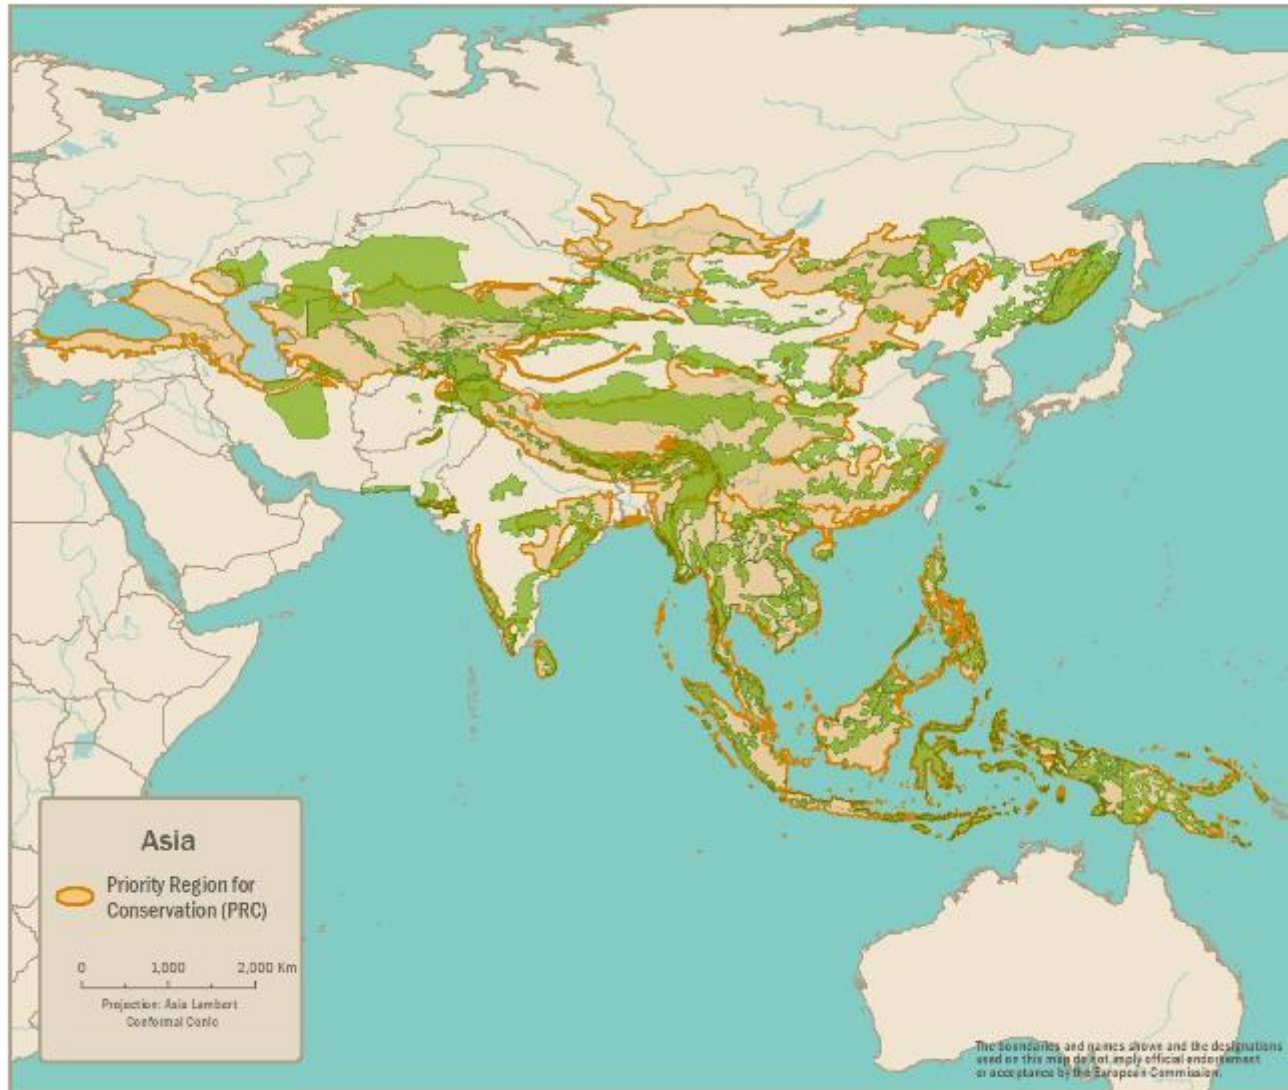 Asia
Priority Region for
Conservation (PRC)
0 1,000 2,000 Km
Projection: Asia Lambert
Conformal Conic
The boundaries and names shown and the designations
used on this map do not imply official endorsement
or acceptance by the European Commission.